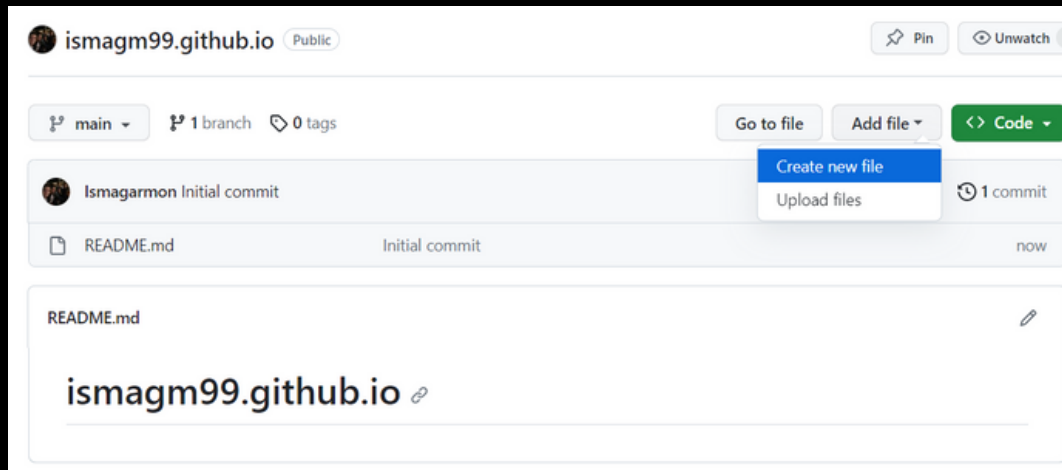 ismagm99.github.io Public Pin Unwatch
main 1 branch 0 tags Go to file Add file Code
Create new file
Upload files
Ismagarmon Initial commit 1 commit
README.md Initial commit now
README.md
ismagm99.github.io